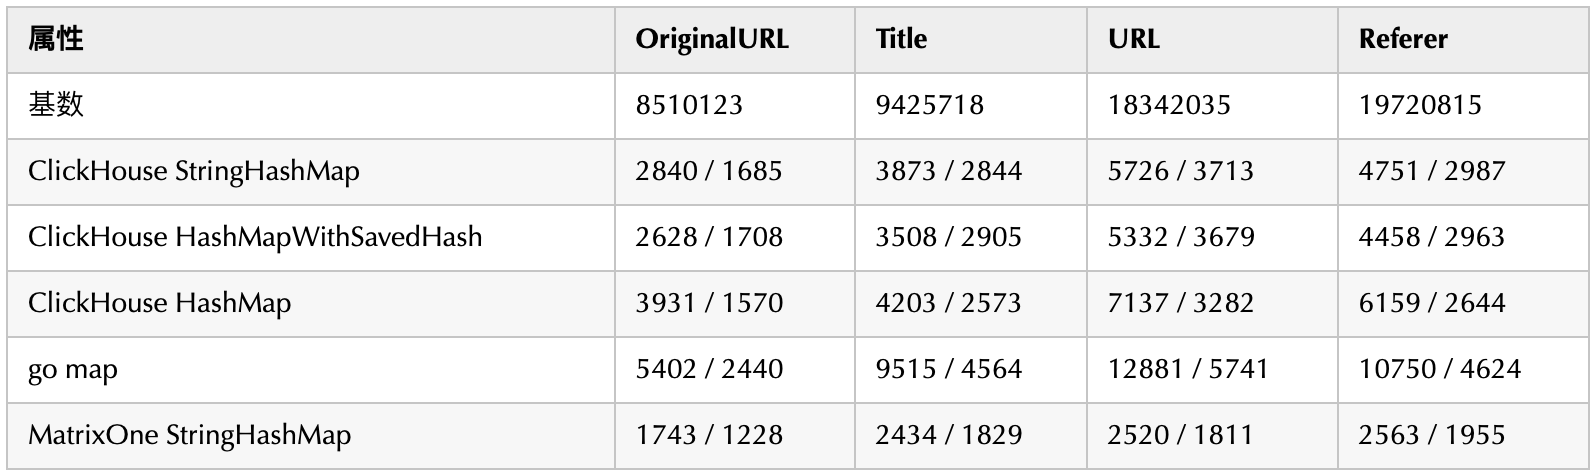 属性 OriginalURL Title URL Referer
基数 8510123 9425718 18342035 19720815
ClickHouse StringHashMap 2840 / 1685 3873 / 2844 5726 / 3713 4751 / 2987
ClickHouse HashMapWithSavedHash 2628 / 1708 3508 / 2905 5332 / 3679 4458 / 2963
ClickHouse HashMap 3931 / 1570 4203 / 2573 7137 / 3282 6159 / 2644
go map 5402 / 2440 9515 / 4564 12881 / 5741 10750 / 4624
MatrixOne StringHashMap 1743 / 1228 2434 / 1829 2520 / 1811 2563 / 1955